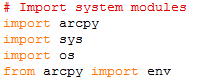 # Import system modules
import arcpy
import sys
import os
from arcpy import env